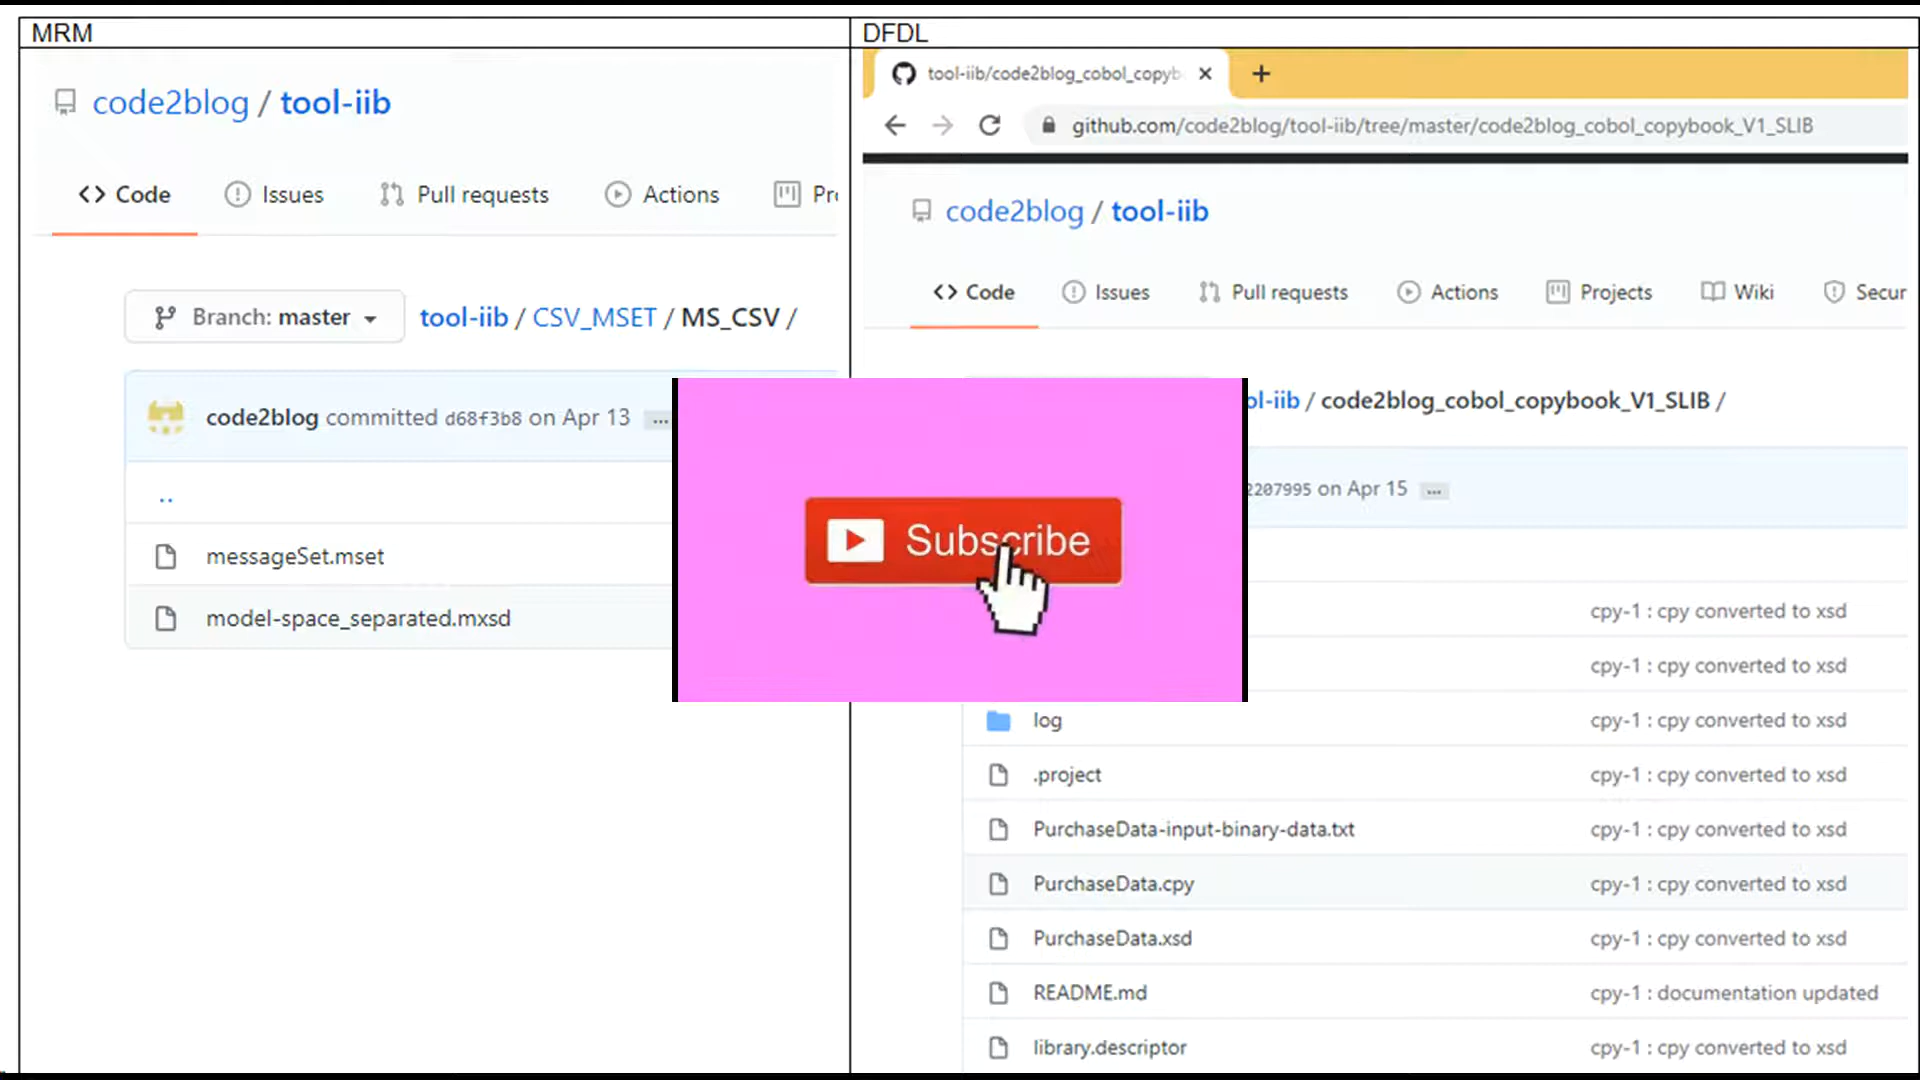 MRM
code2blog / tool-iib
<> Code
Issues
Pull requests
Actions
Pro
Branch: master
tool-iib / CSV_MSET / MS_CSV /
code2blog committed d68f3b8 on Apr 13 ...
..
messageSet.mset
model-space_separated.mxsd
DFDL
tool-iib/code2blog_cobol_copyb
github.com/code2blog/tool-iib/tree/master/code2blog_cobol_copybook_V1_SLIB
code2blog / tool-iib
<> Code
Issues
Pull requests
Actions
Projects
Wiki
Secur
ol-iib / code2blog_cobol_copybook_V1_SLIB /
2207995 on Apr 15 ...
Subscribe
cpy-1 : cpy converted to xsd
cpy-1 : cpy converted to xsd
log cpy-1 : cpy converted to xsd
.project cpy-1 : cpy converted to xsd
PurchaseData-input-binary-data.txt cpy-1 : cpy converted to xsd
PurchaseData.cpy cpy-1 : cpy converted to xsd
PurchaseData.xsd cpy-1 : cpy converted to xsd
README.md cpy-1 : documentation updated
library.descriptor cpy-1 : cpy converted to xsd